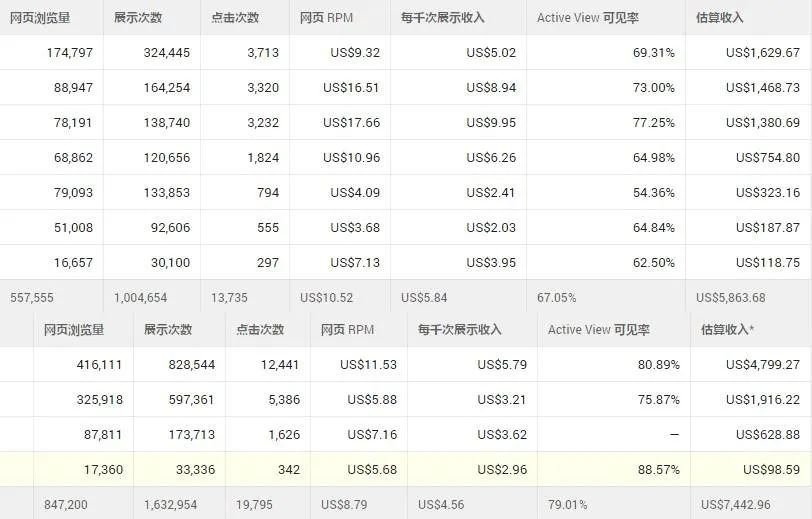 网页浏览量 展示次数 点击次数 网页 RPM 每千次展示收入 Active View 可见率 估算收入
174,797 324,445 3,713 US$9.32 US$5.02 69.31% US$1,629.67
88,947 164,254 3,320 US$16.51 US$8.94 73.00% US$1,468.73
78,191 138,740 3,232 US$17.66 US$9.95 77.25% US$1,380.69
68,862 120,656 1,824 US$10.96 US$6.26 64.98% US$754.80
79,093 133,853 794 US$4.09 US$2.41 54.36% US$323.16
51,008 92,606 555 US$3.68 US$2.03 64.84% US$187.87
16,657 30,100 297 US$7.13 US$3.95 62.50% US$118.75
557,555 1,004,654 13,735 US$10.52 US$5.84 67.05% US$5,863.68
网页浏览量 展示次数 点击次数 网页 RPM 每千次展示收入 Active View 可见率 估算收入*
416,111 828,544 12,441 US$11.53 US$5.79 80.89% US$4,799.27
325,918 597,361 5,386 US$5.88 US$3.21 75.87% US$1,916.22
87,811 173,713 1,626 US$7.16 US$3.62 — US$628.88
17,360 33,336 342 US$5.68 US$2.96 88.57% US$98.59
847,200 1,632,954 19,795 US$8.79 US$4.56 79.01% US$7,442.96